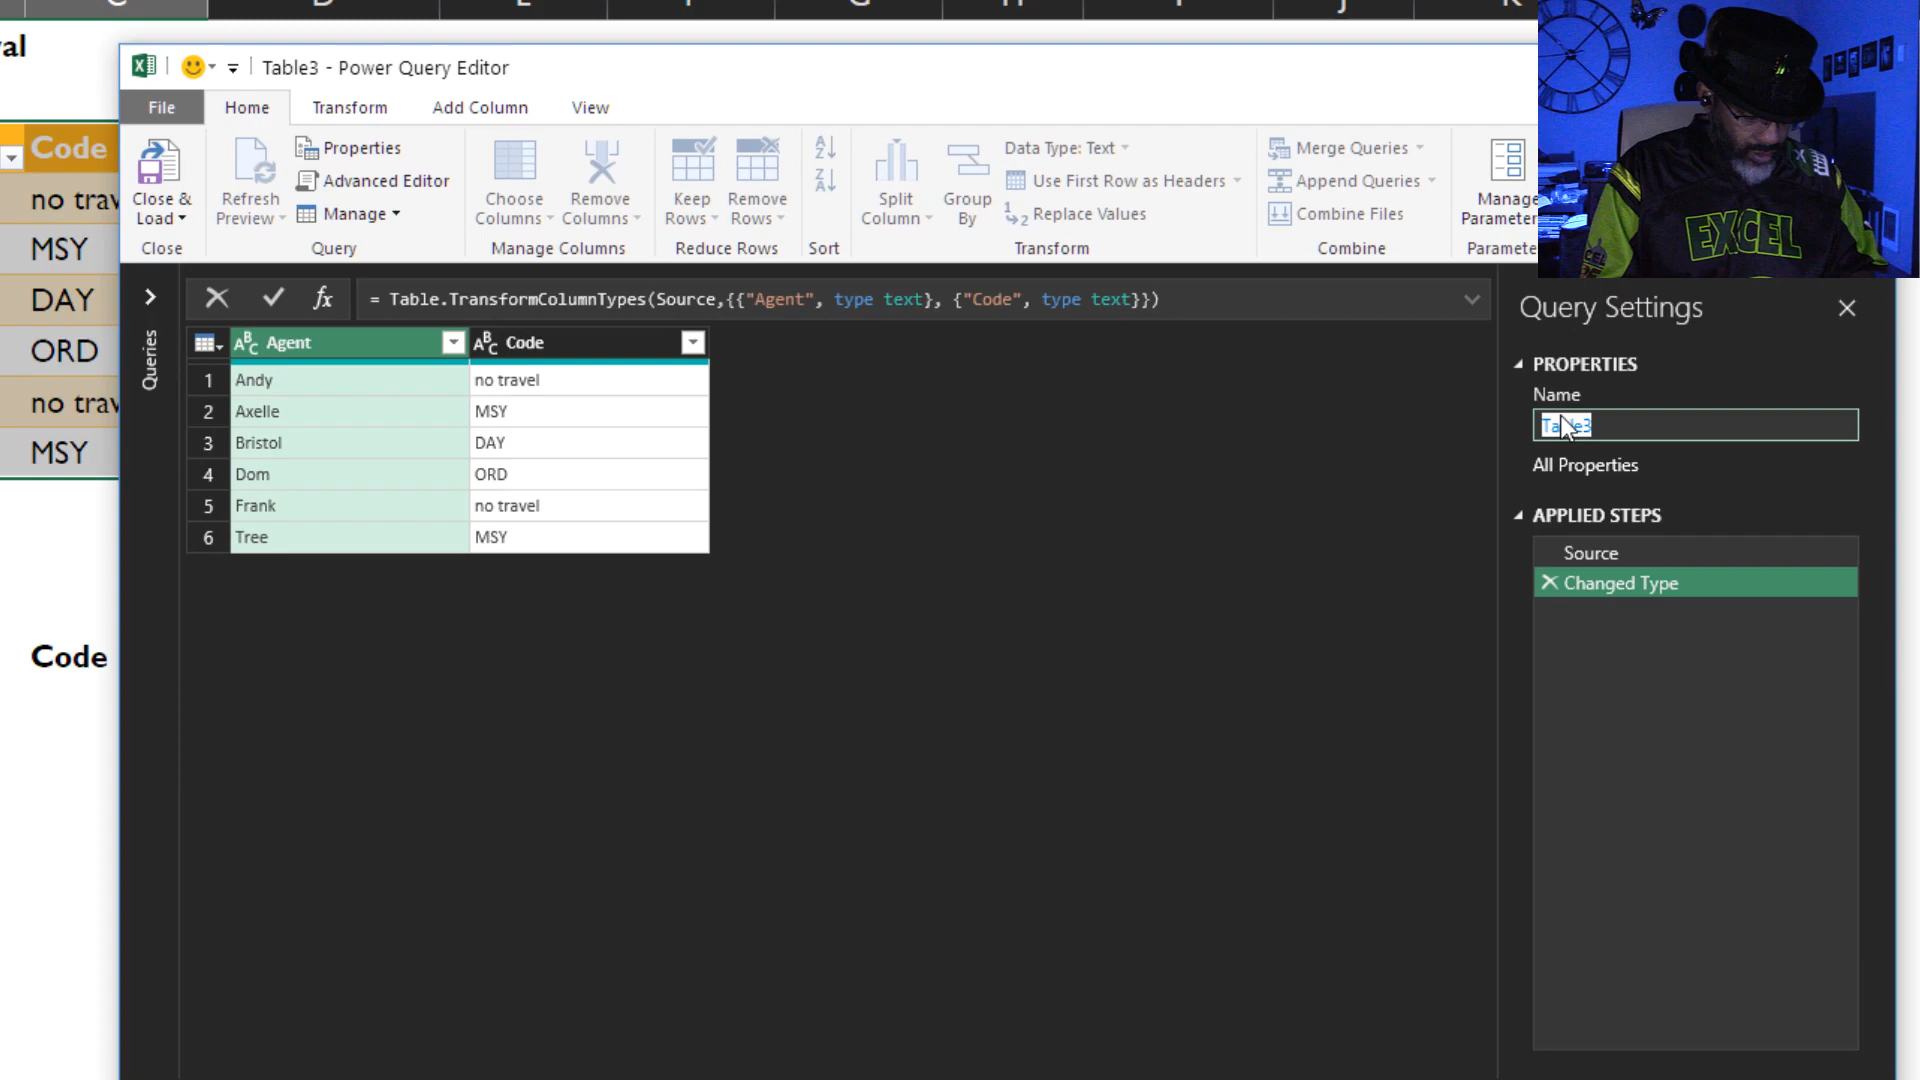 C D E F G H I J K
val
Table3 - Power Query Editor
File Home Transform Add Column View
Close & Load
Close
Refresh Preview
Properties
Advanced Editor
Manage
Query
Choose Columns
Remove Columns
Manage Columns
Keep Rows
Remove Rows
Reduce Rows
Sort
Split Column
Group By
Data Type: Text
Use First Row as Headers
Replace Values
Transform
Merge Queries
Append Queries
Combine Files
Combine
Manage
Parameter
Paramete
EXCEL
Code
no trav
MSY
DAY
ORD
no trav
MSY
Code
Queries
fx = Table.TransformColumnTypes(Source,{{"Agent", type text}, {"Code", type text}})
Agent Code
1 Andy no travel
2 Axelle MSY
3 Bristol DAY
4 Dom ORD
5 Frank no travel
6 Tree MSY
Query Settings
PROPERTIES
Name
Table3
All Properties
APPLIED STEPS
Source
Changed Type